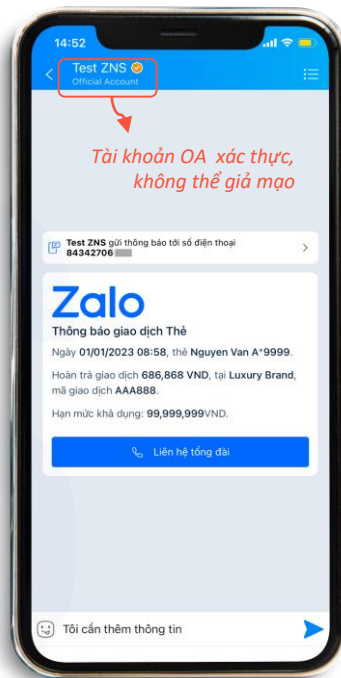 14:52
Test ZNS
Official Account
Tài khoản OA xác thực,
không thể giả mạo
Test ZNS gửi thông báo tới số điện thoại
84342706
Zalo
Thông báo giao dịch Thẻ
Ngày 01/01/2023 08:58, thẻ Nguyen Van A*9999.
Hoàn trả giao dịch 686,868 VND, tại Luxury Brand,
mã giao dịch AAA888.
Hạn mức khả dụng: 99,999,999VND.
Liên hệ tổng đài
Tôi cần thêm thông tin